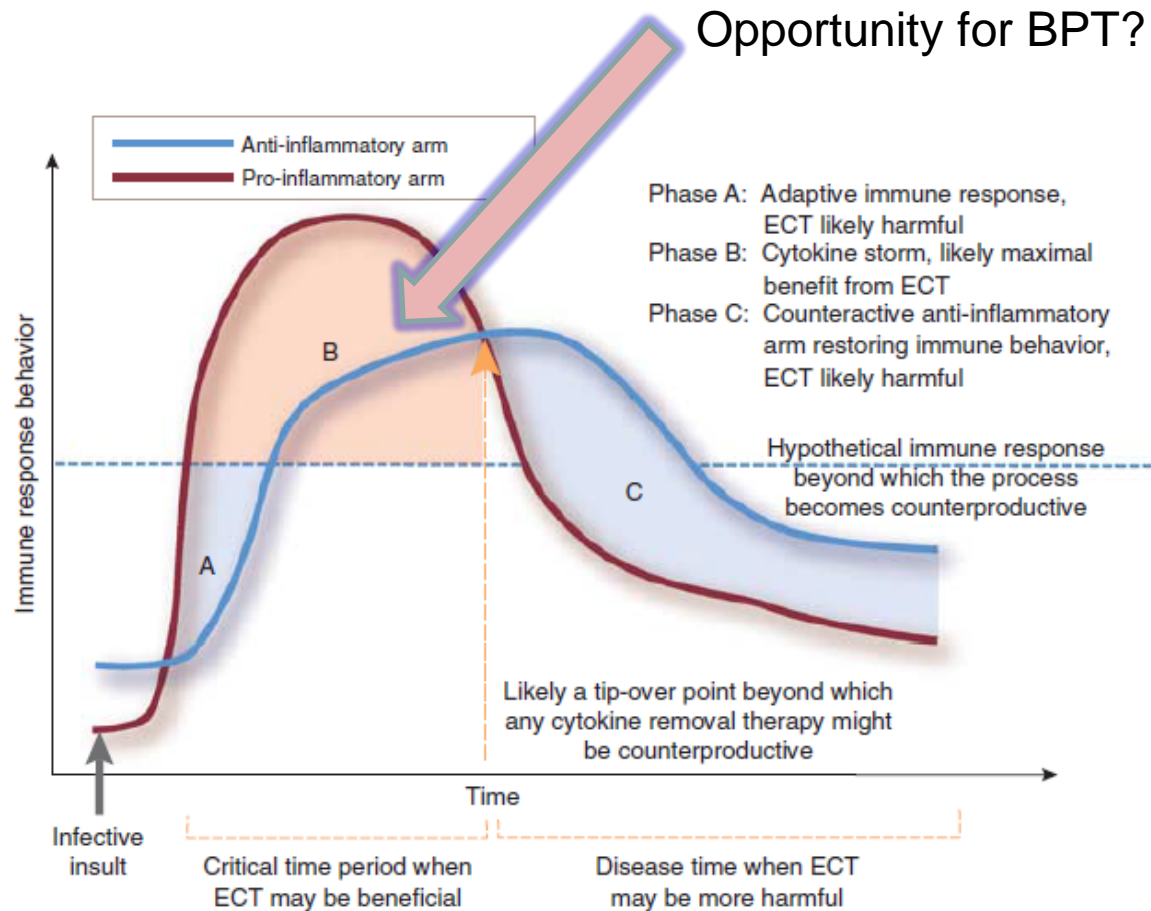 Opportunity for BPT?
Anti-inflammatory arm
Pro-inflammatory arm
Phase A: Adaptive immune response,
ECT likely harmful
Phase B: Cytokine storm, likely maximal
benefit from ECT
Phase C: Counteractive anti-inflammatory
arm restoring immune behavior,
ECT likely harmful
Immune response behavior
A
B
C
Hypothetical immune response
beyond which the process
becomes counterproductive
Likely a tip-over point beyond which
any cytokine removal therapy might
be counterproductive
Time
Infective
insult
Critical time period when
ECT may be beneficial
Disease time when ECT
may be more harmful